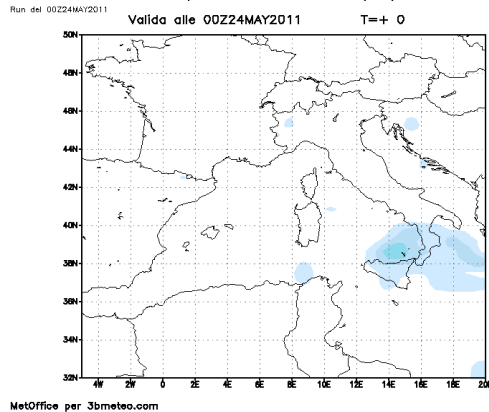 Run del 00Z24MAY2011
Valida alle 00Z24MAY2011 T=+ 0
50N
48N
46N
44N
42N
40N
38N
36N
34N
32N
4W 2W 0 2E 4E 6E 8E 10E 12E 14E 16E 18E 20
MetOffice per 3bmeteo.com